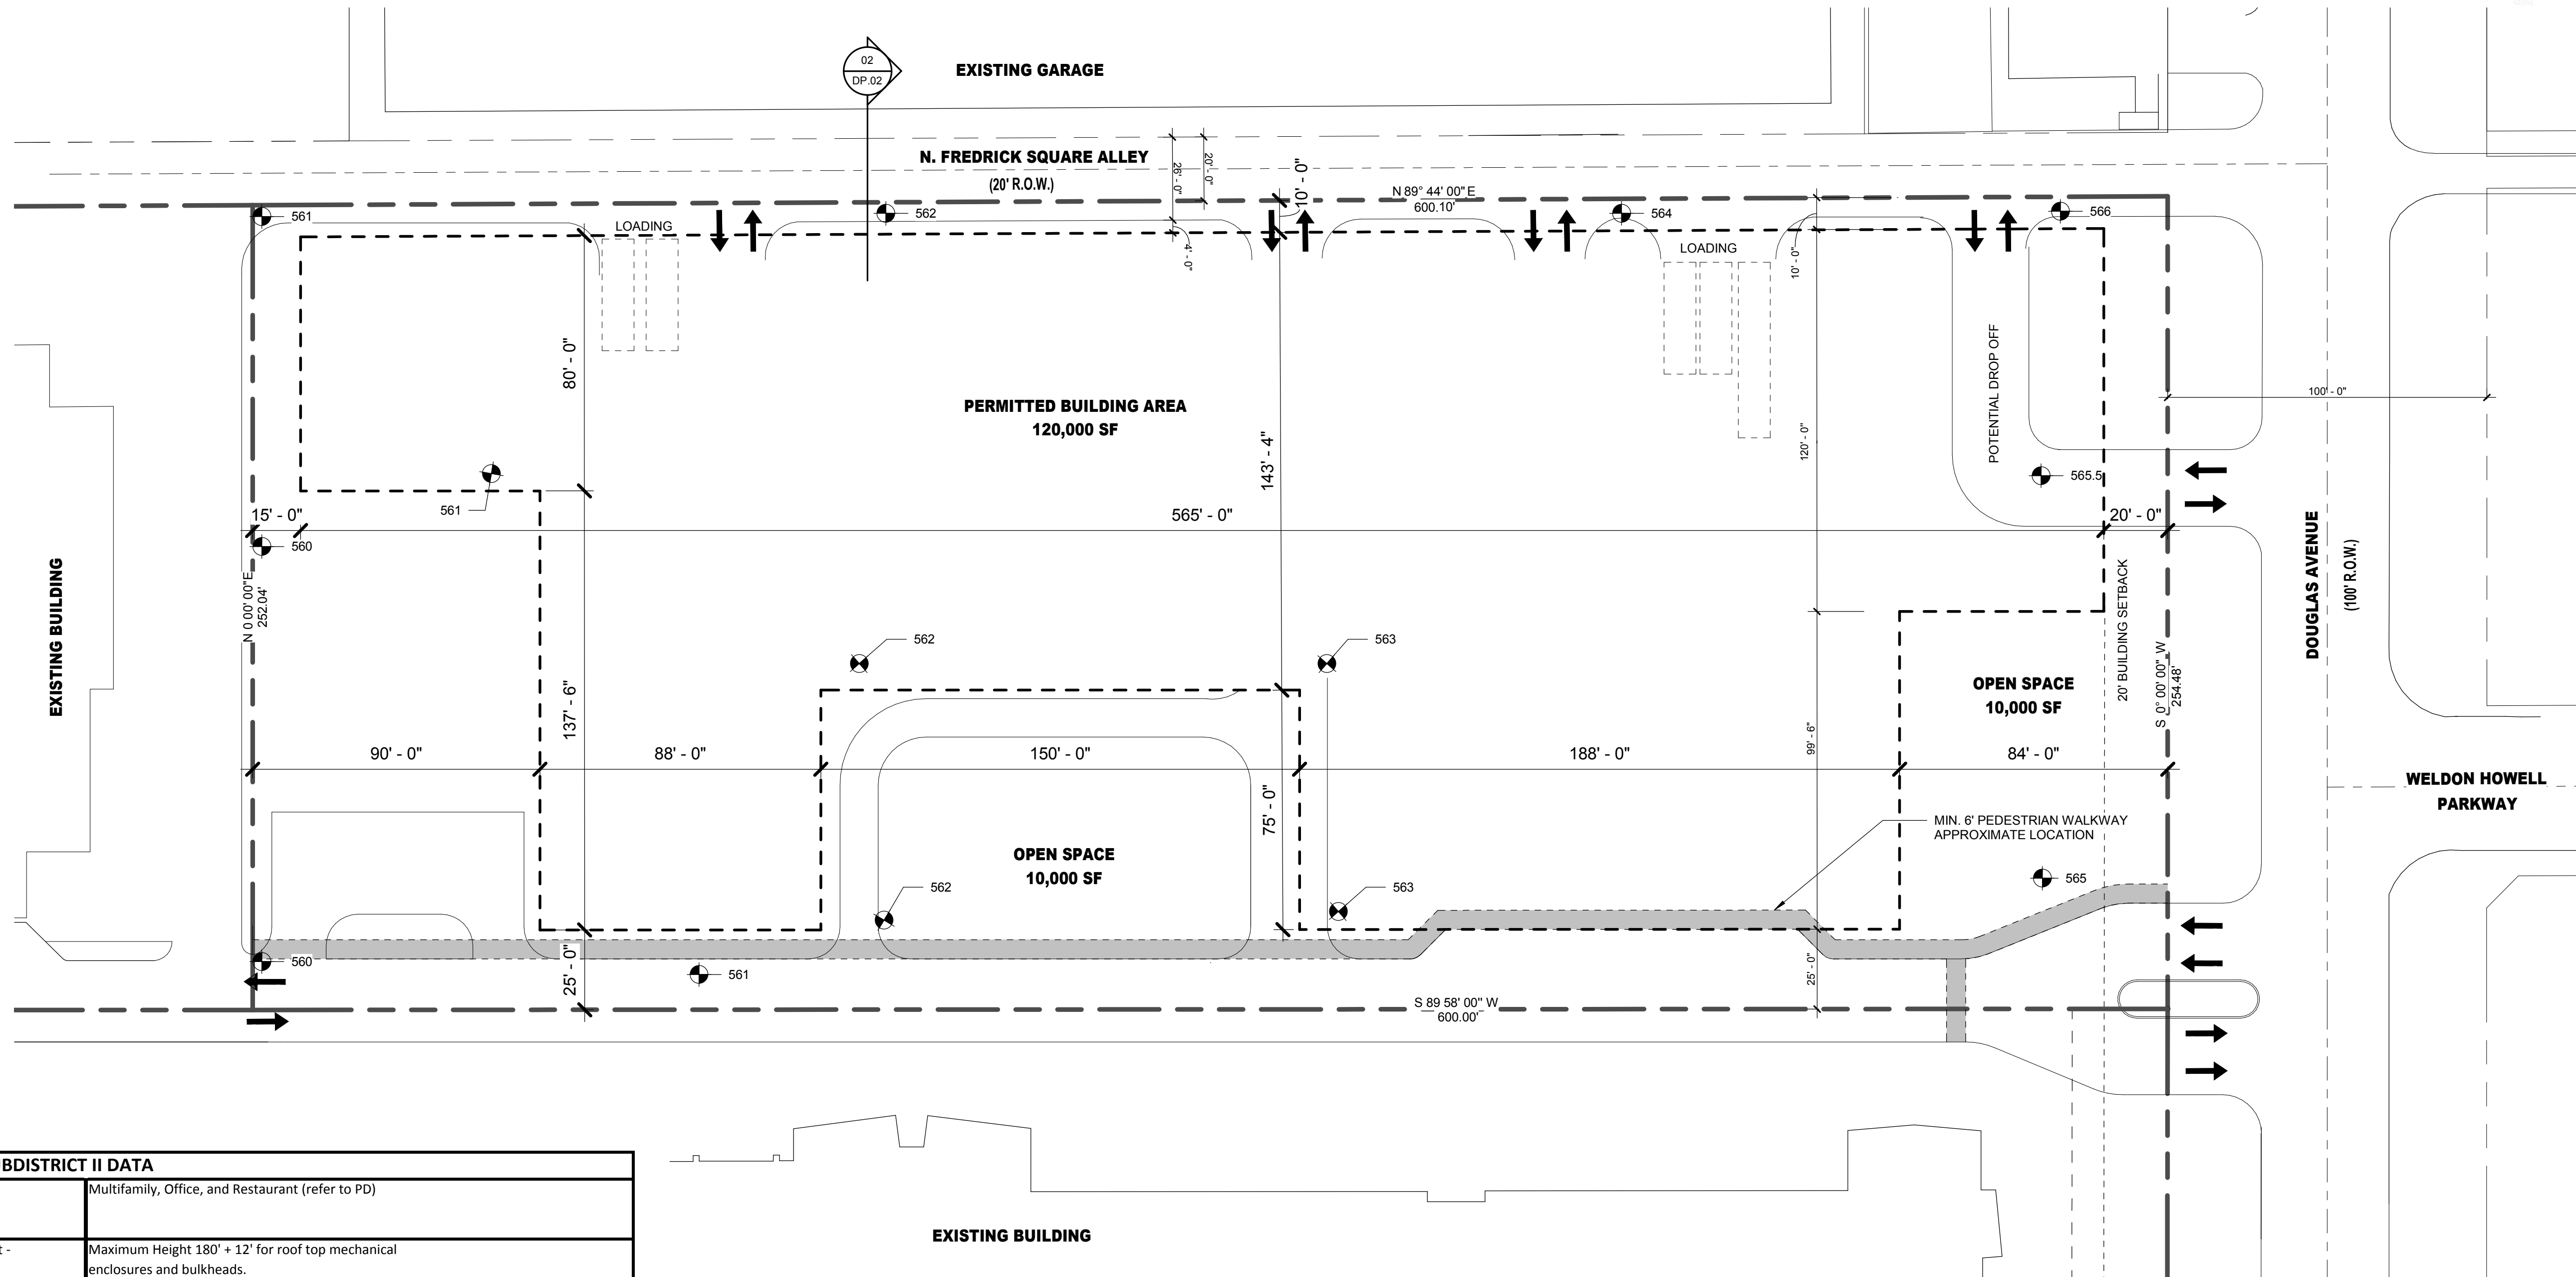 02
DP.02
EXISTING GARAGE
N. FREDRICK SQUARE ALLEY
(20' R.O.W.)
26' - 0"
20' - 0"
10' - 0"
4' - 0"
N 89° 44' 00" E
600.10'
561
562
564
566
LOADING
LOADING
10' - 0"
80' - 0"
PERMITTED BUILDING AREA
120,000 SF
143' - 4"
120' - 0"
POTENTIAL DROP OFF
100' - 0"
565.5
561
15' - 0"
565' - 0"
20' - 0"
560
N 0 00' 00"E
252.04'
EXISTING BUILDING
DOUGLAS AVENUE
(100' R.O.W.)
20' BUILDING SETBACK
S 0° 00' 00" W
254.48'
562
563
OPEN SPACE
10,000 SF
137' - 6"
99' - 6"
90' - 0"
88' - 0"
150' - 0"
188' - 0"
84' - 0"
WELDON HOWELL
PARKWAY
75' - 0"
MIN. 6' PEDESTRIAN WALKWAY
APPROXIMATE LOCATION
OPEN SPACE
10,000 SF
562
563
565
560
561
25' - 0"
25' - 0"
S 89 58' 00" W
600.00'
BDISTRICT II DATA
Multifamily, Office, and Restaurant (refer to PD)
t -
Maximum Height 180' + 12' for roof top mechanical
enclosures and bulkheads.
EXISTING BUILDING